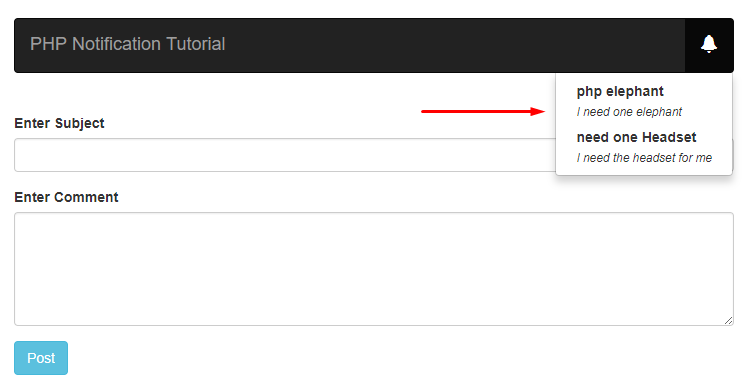 PHP Notification Tutorial
php elephant
I need one elephant
need one Headset
I need the headset for me
Enter Subject
Enter Comment
Post